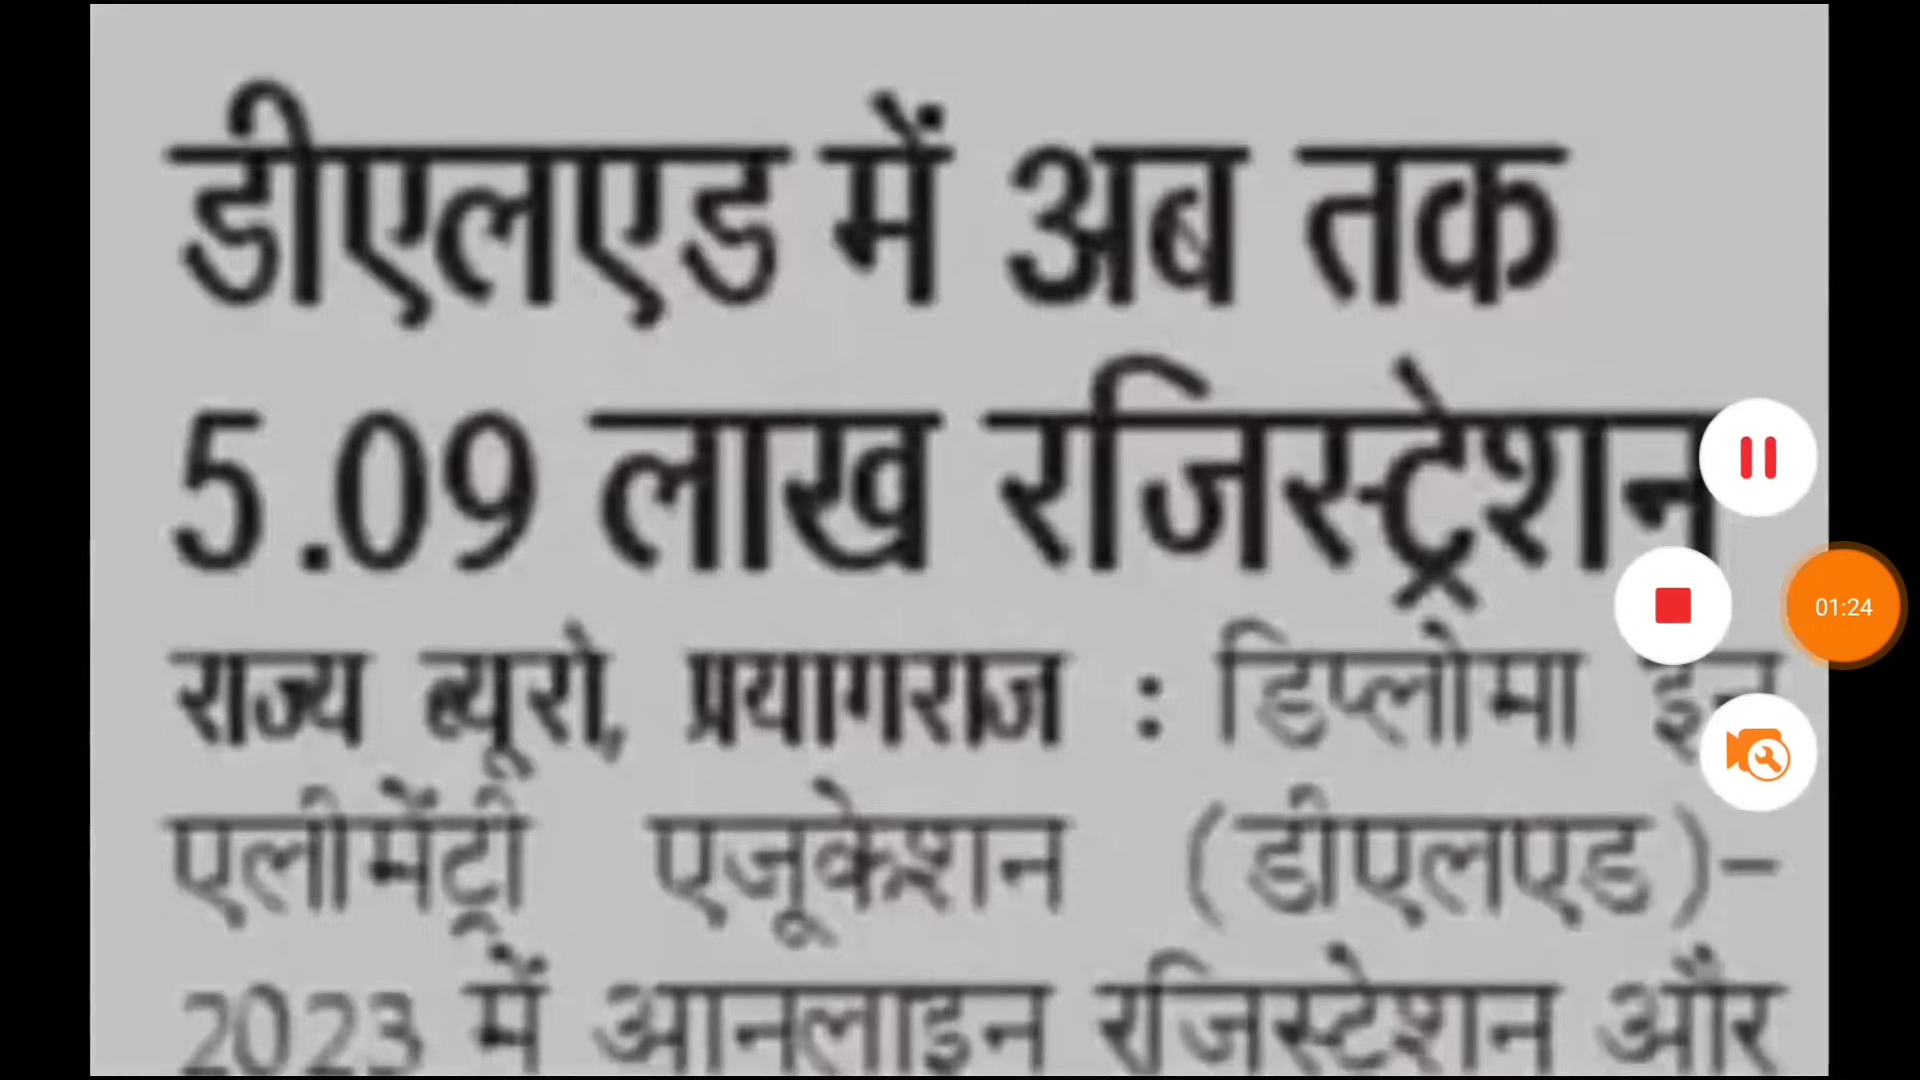 डीएलएड में अब तक
5.09 लाख रजिस्ट्रेशन
राज्य ब्यूरो, प्रयागराज : डिप्लोमा इन
एलीमेंट्री एजूकेशन (डीएलएड)-
2023 में आनलाइन रजिस्ट्रेशन और
01:24